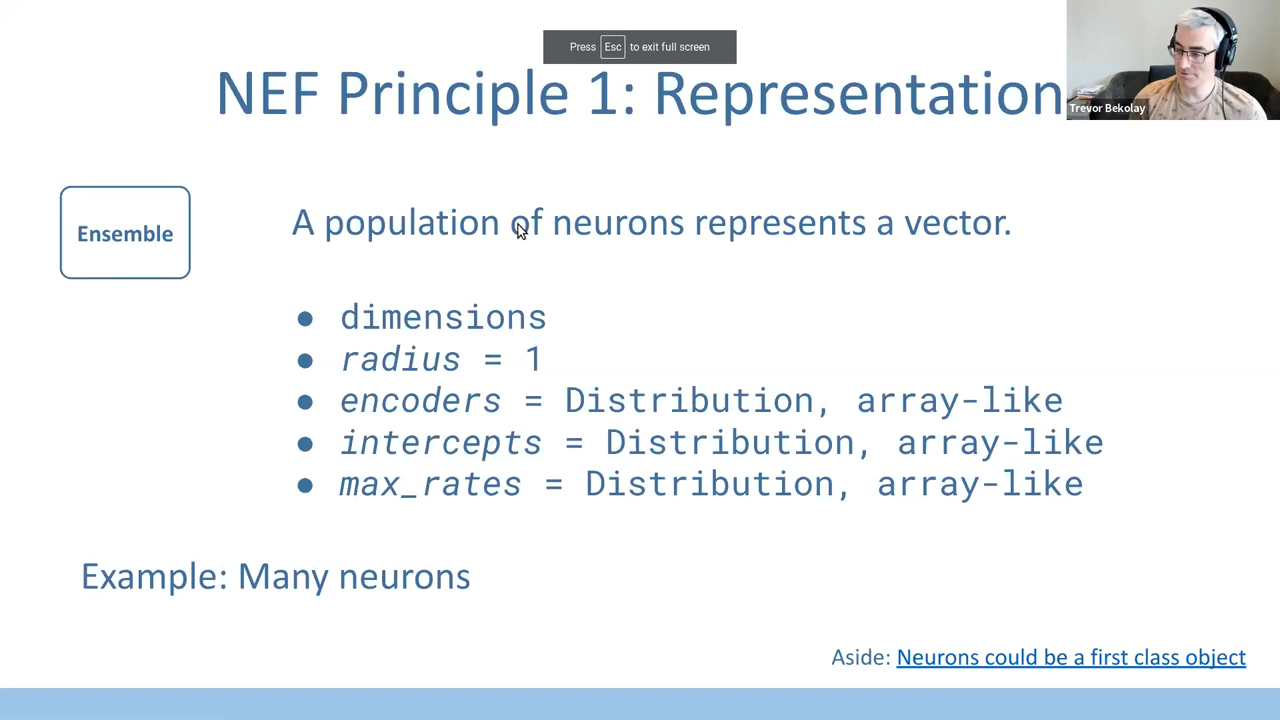 Press Esc to exit full screen
NEF Principle 1: Representation
Trevor Bekolay
Ensemble
A population of neurons represents a vector.
● dimensions
● radius = 1
● encoders = Distribution, array-like
● intercepts = Distribution, array-like
● max_rates = Distribution, array-like
Example: Many neurons
Aside: Neurons could be a first class object